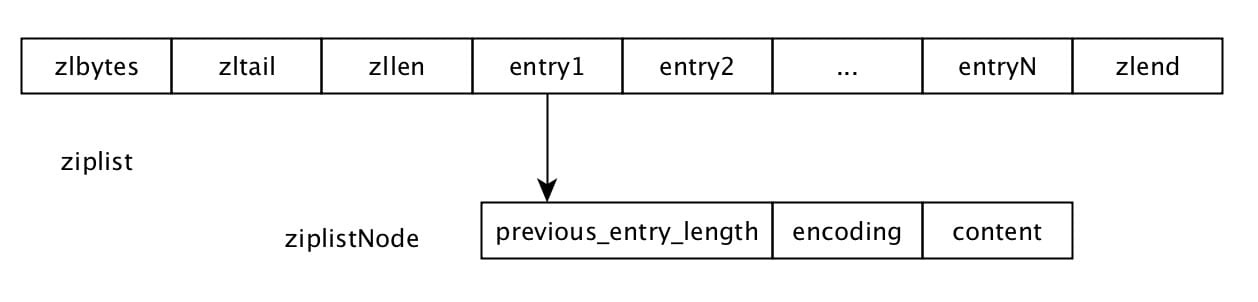 zlbytes zltail zllen entry1 entry2 ... entryN zlend
ziplist
ziplistNode previous_entry_length encoding content